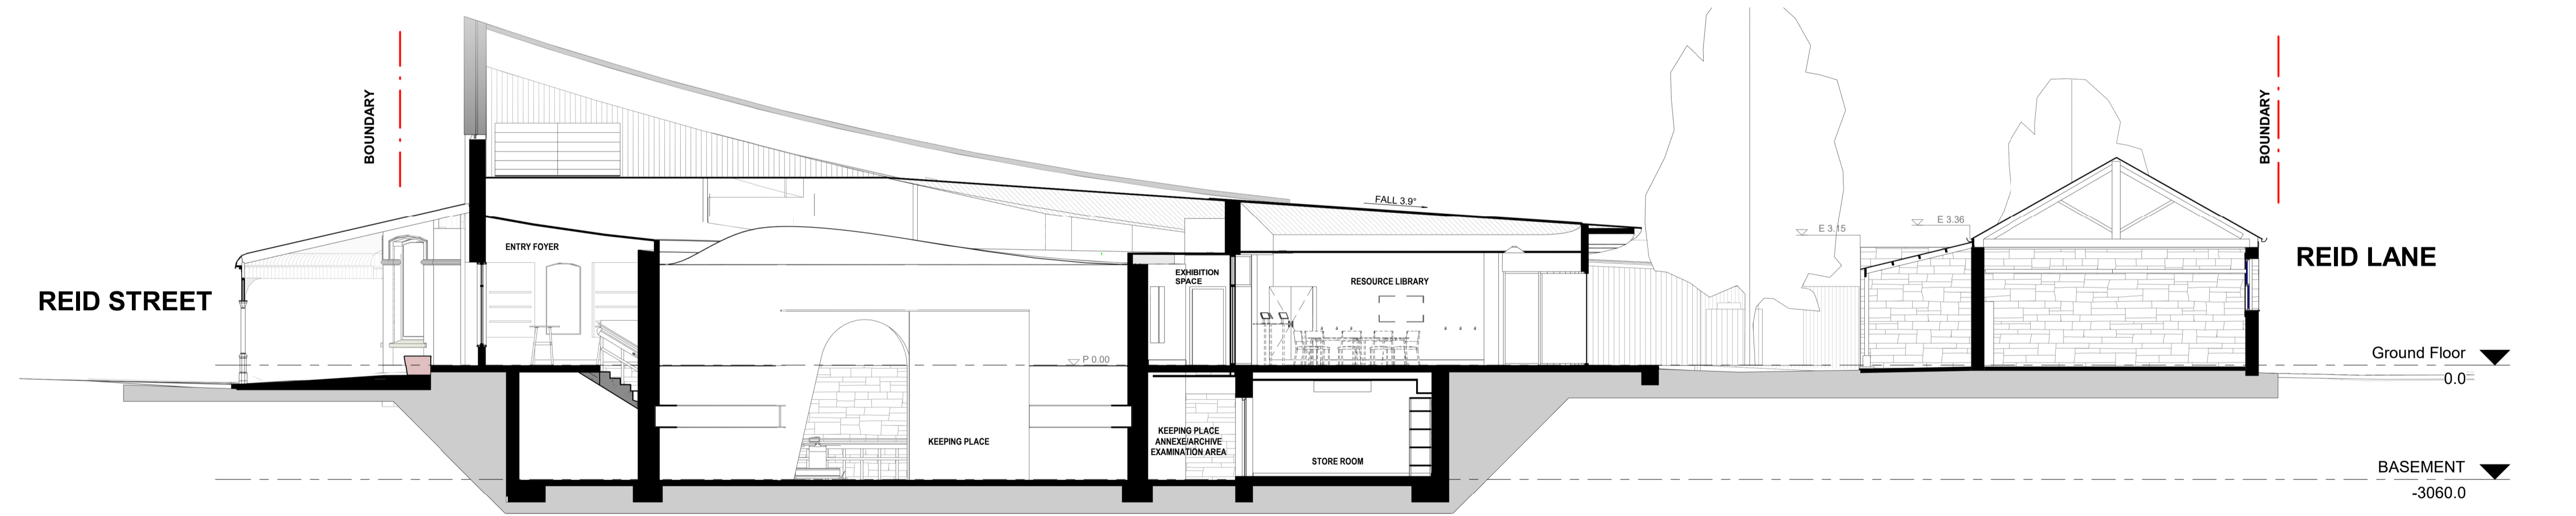 BOUNDARY
BOUNDARY
FALL 3.9°
E 3.15
E 3.36
REID STREET
ENTRY FOYER
EXHIBITION
SPACE
RESOURCE LIBRARY
REID LANE
P 0.00
Ground Floor
0.0
KEEPING PLACE
KEEPING PLACE
ANNEXE/ARCHIVE
EXAMINATION AREA
STORE ROOM
BASEMENT
-3060.0